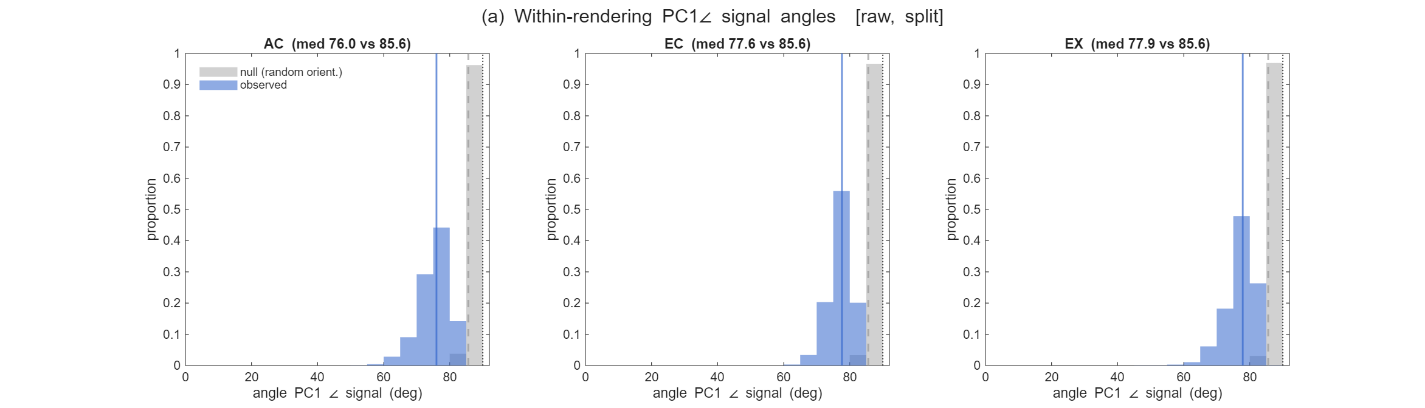 (a) Within-rendering PC1∠ signal angles [raw, split]
AC (med 76.0 vs 85.6)
null (random orient.)
observed
proportion
1
0.9
0.8
0.7
0.6
0.5
0.4
0.3
0.2
0.1
0
0 20 40 60 80
angle PC1 ∠ signal (deg)
EC (med 77.6 vs 85.6)
proportion
1
0.9
0.8
0.7
0.6
0.5
0.4
0.3
0.2
0.1
0
0 20 40 60 80
angle PC1 ∠ signal (deg)
EX (med 77.9 vs 85.6)
proportion
1
0.9
0.8
0.7
0.6
0.5
0.4
0.3
0.2
0.1
0
0 20 40 60 80
angle PC1 ∠ signal (deg)